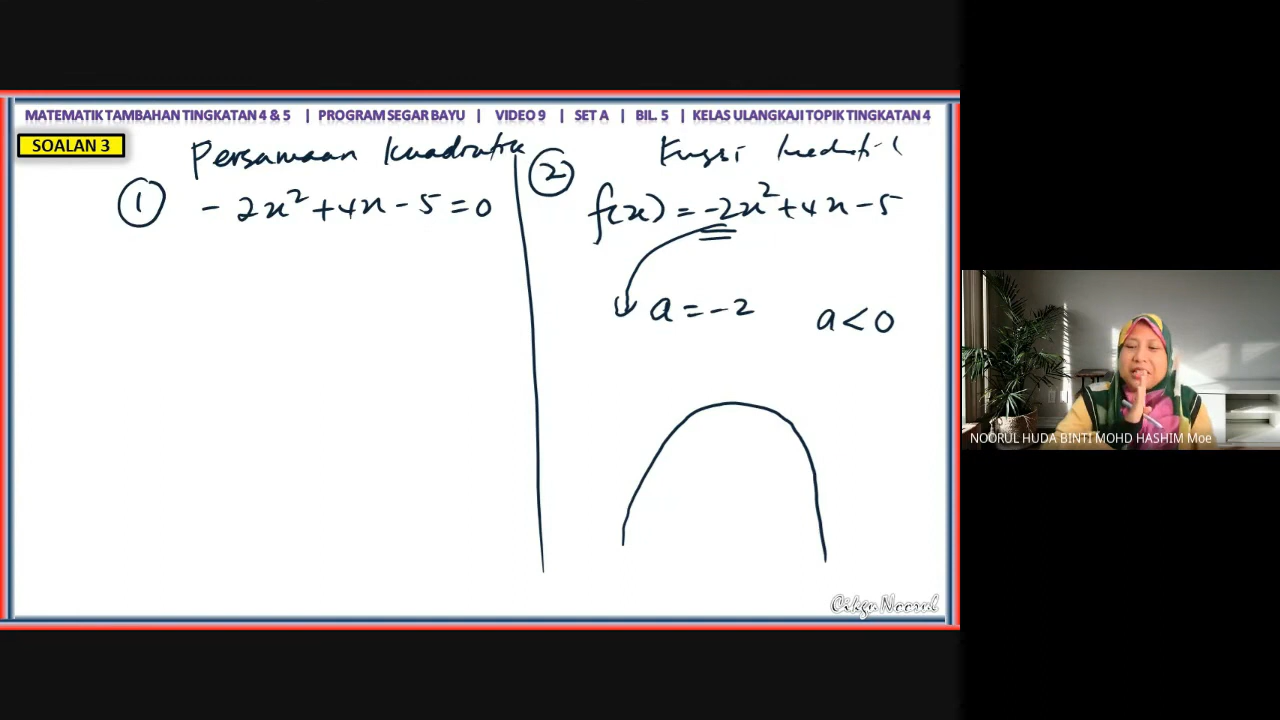 MATEMATIK TAMBAHAN TINGKATAN 4 & 5 | PROGRAM SEGAR BAYU | VIDEO 9 | SET A | BIL. 5 | KELAS ULANGKAJI TOPIK TINGKATAN 4
SOALAN 3
Persamaan Kuadratik
① -2x² + 4x - 5 = 0
②
f(x) = -2x² + 4x - 5
a = -2
a < 0
Cikgu Noorul
NOORUL HUDA BINTI MOHD HASHIM Moe